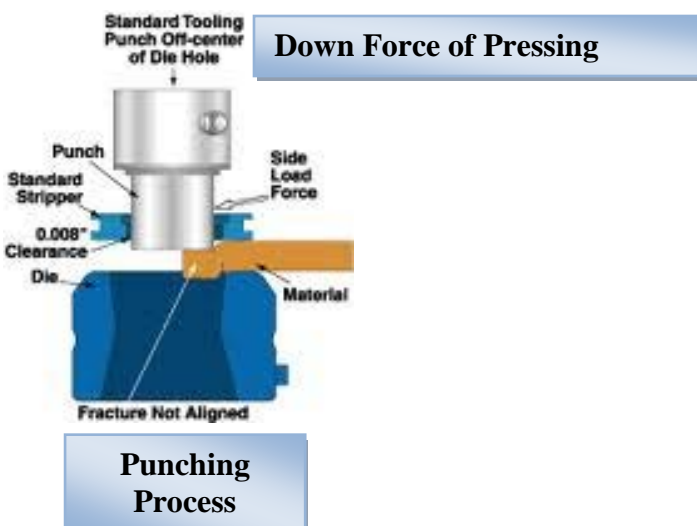 Standard Tooling
Punch Off-center
of Die Hole
Down Force of Pressing
Punch
Side
Load
Force
Standard
Stripper
0.008"
Clearance
Die
Material
Fracture Not Aligned
Punching
Process